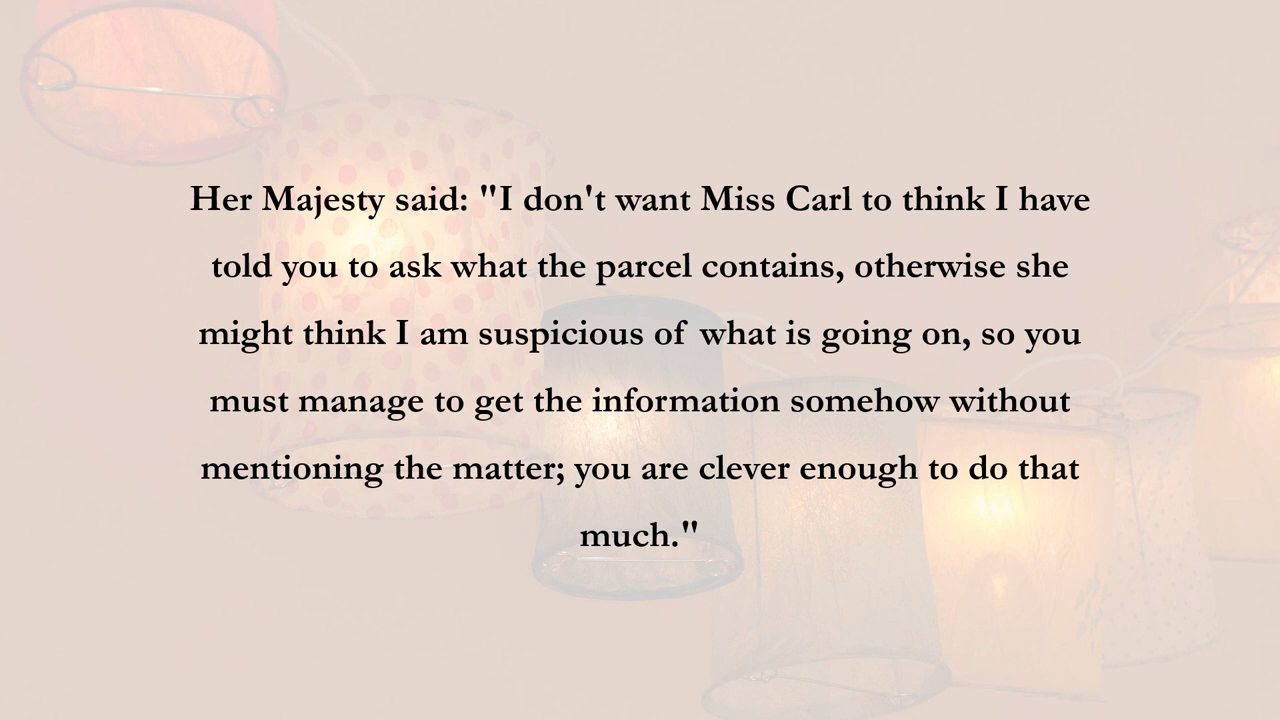 Her Majesty said: "I don't want Miss Carl to think I have
told you to ask what the parcel contains, otherwise she
might think I am suspicious of what is going on, so you
must manage to get the information somehow without
mentioning the matter; you are clever enough to do that
much."